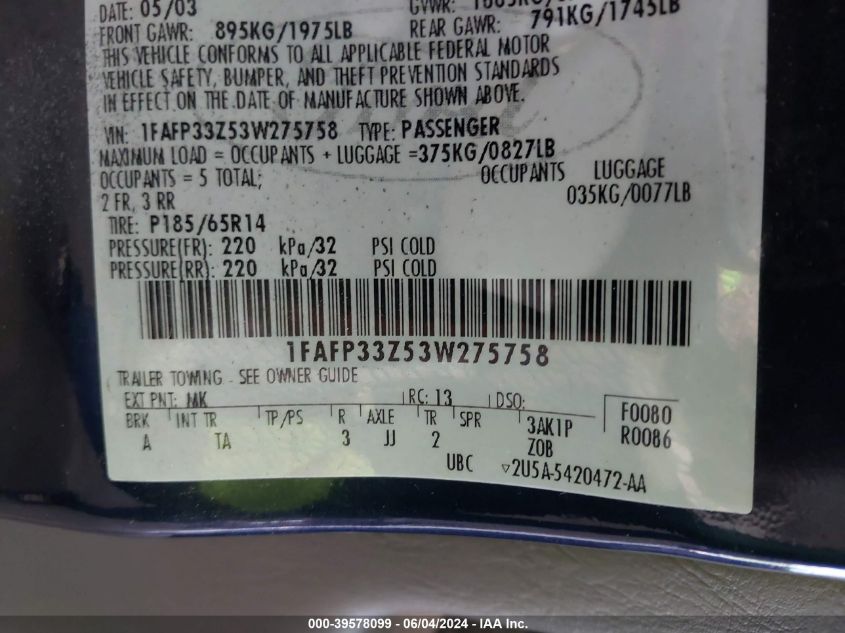 DATE: 05/03 GVWR:
FRONT GAWR: 895KG/1975LB REAR GAWR: 791KG/1745LB
THIS VEHICLE CONFORMS TO ALL APPLICABLE FEDERAL MOTOR
VEHICLE SAFETY, BUMPER, AND THEFT PREVENTION STANDARDS
IN EFFECT ON THE DATE OF MANUFACTURE SHOWN ABOVE.
VIN: 1FAFP33Z53W275758 TYPE: PASSENGER
MAXIMUM LOAD = OCCUPANTS + LUGGAGE =375KG/0827LB
OCCUPANTS = 5 TOTAL; OCCUPANTS LUGGAGE
2 FR, 3 RR 035KG/0077LB
TIRE: P185/65R14
PRESSURE(FR): 220 kPa/32 PSI COLD
PRESSURE(RR): 220 kPa/32 PSI COLD
1FAFP33Z53W275758
TRAILER TOWING - SEE OWNER GUIDE
EXT PNT: MK RC: 13 DSO:
BRK INT TR TP/PS R AXLE TR SPR 3AK1P F0080
A TA 3 JJ 2 ZOB R0086
UBC ▽2U5A-5420472-AA
000-39578099 - 06/04/2024 - IAA Inc.